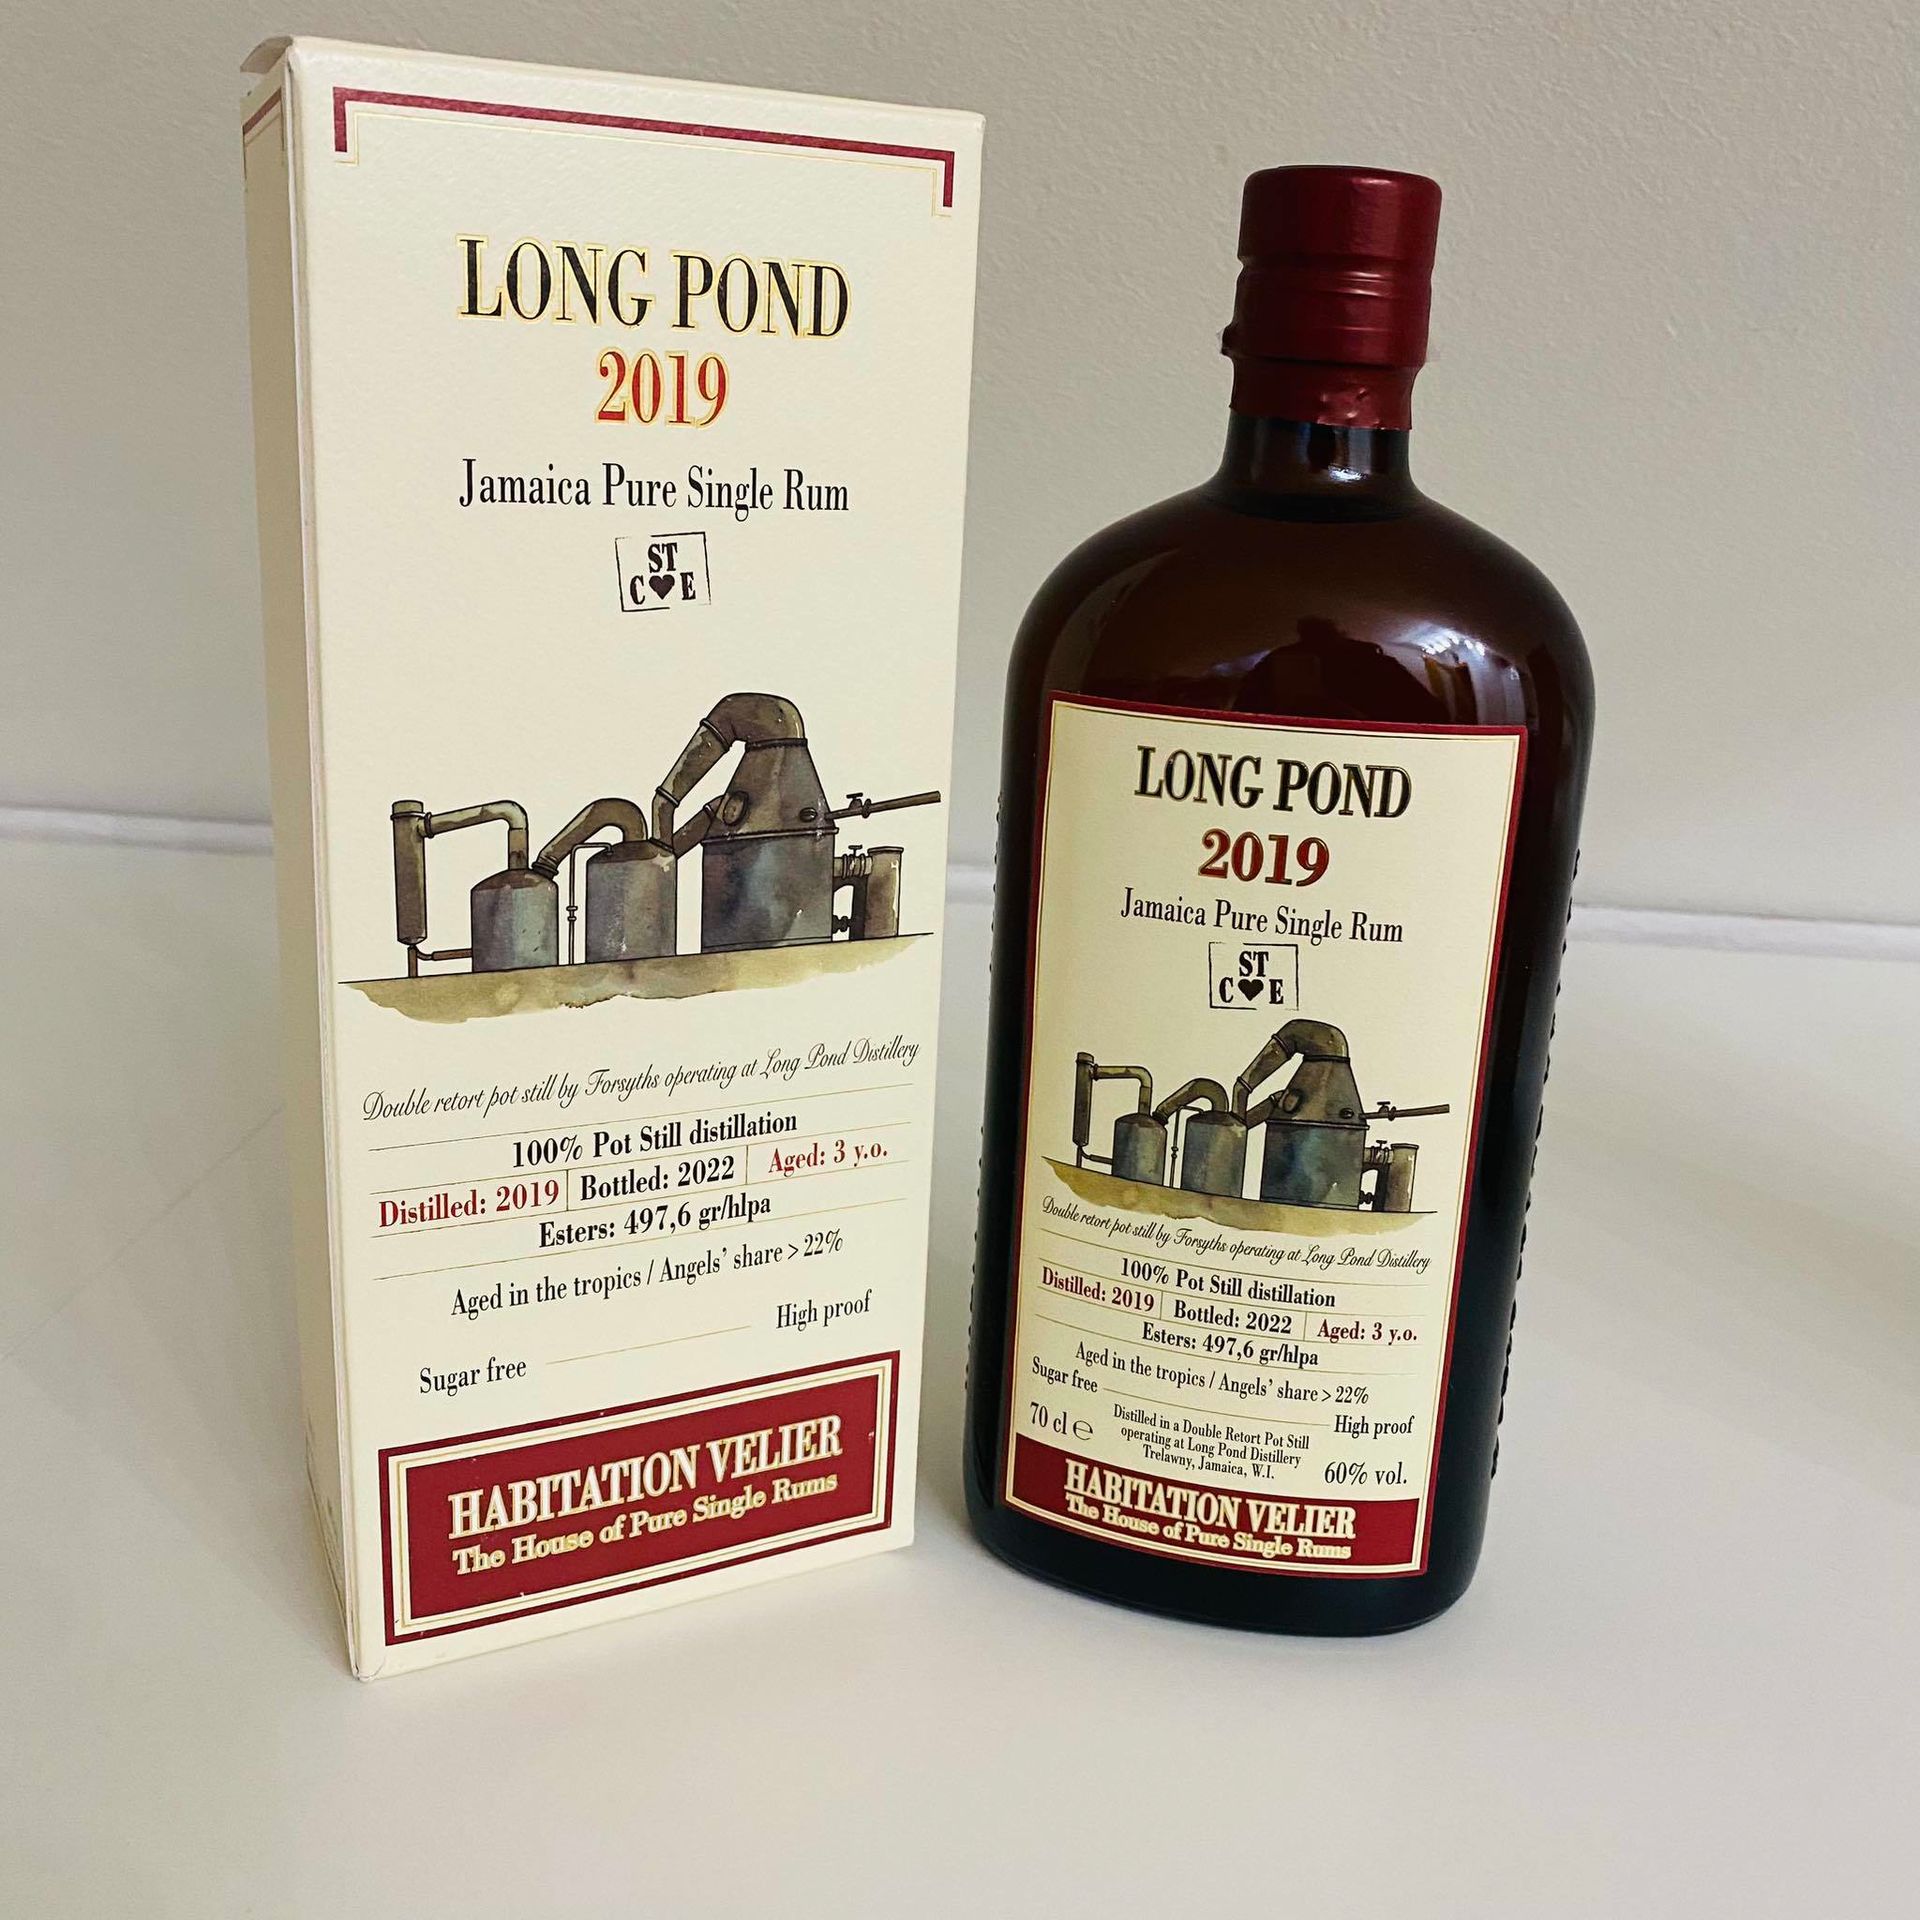 LONG POND
2019
Jamaica Pure Single Rum
ST
C♥E
Double retort pot still by Forsyths operating at Long Pond Distillery
100% Pot Still distillation
Distilled: 2019 Bottled: 2022 Aged: 3 y.o.
Esters: 497,6 gr/hlpa
Aged in the tropics / Angels' share > 22%
High proof
Sugar free
HABITATION VELIER
The House of Pure Single Rums
LONG POND
2019
Jamaica Pure Single Rum
ST
C♥E
Double retort pot still by Forsyths operating at Long Pond Distillery
100% Pot Still distillation
Distilled: 2019 Bottled: 2022 Aged: 3 y.o.
Esters: 497,6 gr/hlpa
Aged in the tropics / Angels' share > 22%
Sugar free High proof
70 cl ℮
Distilled in a Double Retort Pot Still
operating at Long Pond Distillery
Trelawny, Jamaica, W.I.
60% vol.
HABITATION VELIER
The House of Pure Single Rums